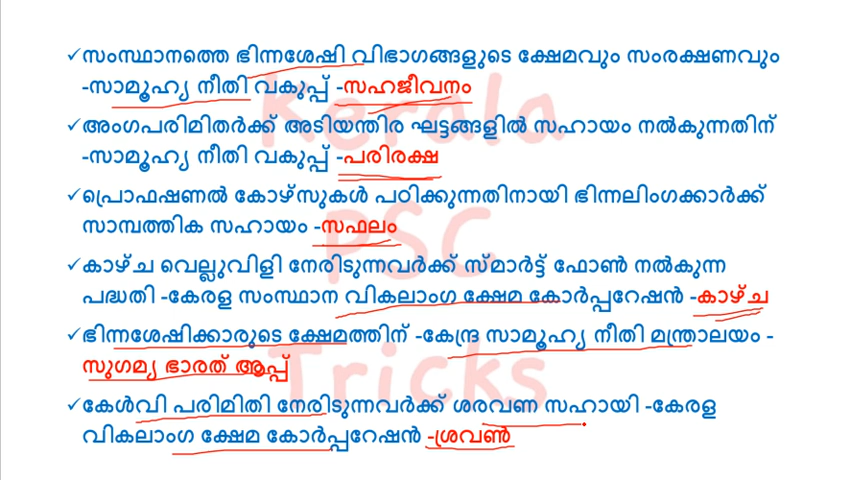 ✓സംസ്ഥാനത്തെ ഭിന്നശേഷി വിഭാഗങ്ങളുടെ ക്ഷേമവും സംരക്ഷണവും
-സാമൂഹ്യ നീതി വകുപ്പ് -സഹജീവനം
✓അംഗപരിമിതർക്ക് അടിയന്തിര ഘട്ടങ്ങളിൽ സഹായം നൽകുന്നതിന്
-സാമൂഹ്യ നീതി വകുപ്പ് -പരിരക്ഷ
✓പ്രൊഫഷണൽ കോഴ്സുകൾ പഠിക്കുന്നതിനായി ഭിന്നലിംഗക്കാർക്ക്
സാമ്പത്തിക സഹായം -സഫലം
✓കാഴ്ച വെല്ലുവിളി നേരിടുന്നവർക്ക് സ്മാർട്ട് ഫോൺ നൽകുന്ന
പദ്ധതി -കേരള സംസ്ഥാന വികലാംഗ ക്ഷേമ കോർപ്പറേഷൻ -കാഴ്ച
✓ഭിന്നശേഷിക്കാരുടെ ക്ഷേമത്തിന് -കേന്ദ്ര സാമൂഹ്യ നീതി മന്ത്രാലയം -
സുഗമ്യ ഭാരത് ആപ്പ്
✓കേൾവി പരിമിതി നേരിടുന്നവർക്ക് ശരവണ സഹായി -കേരള
വികലാംഗ ക്ഷേമ കോർപ്പറേഷൻ -ശ്രവൺ
Kerala
PSC
Tricks